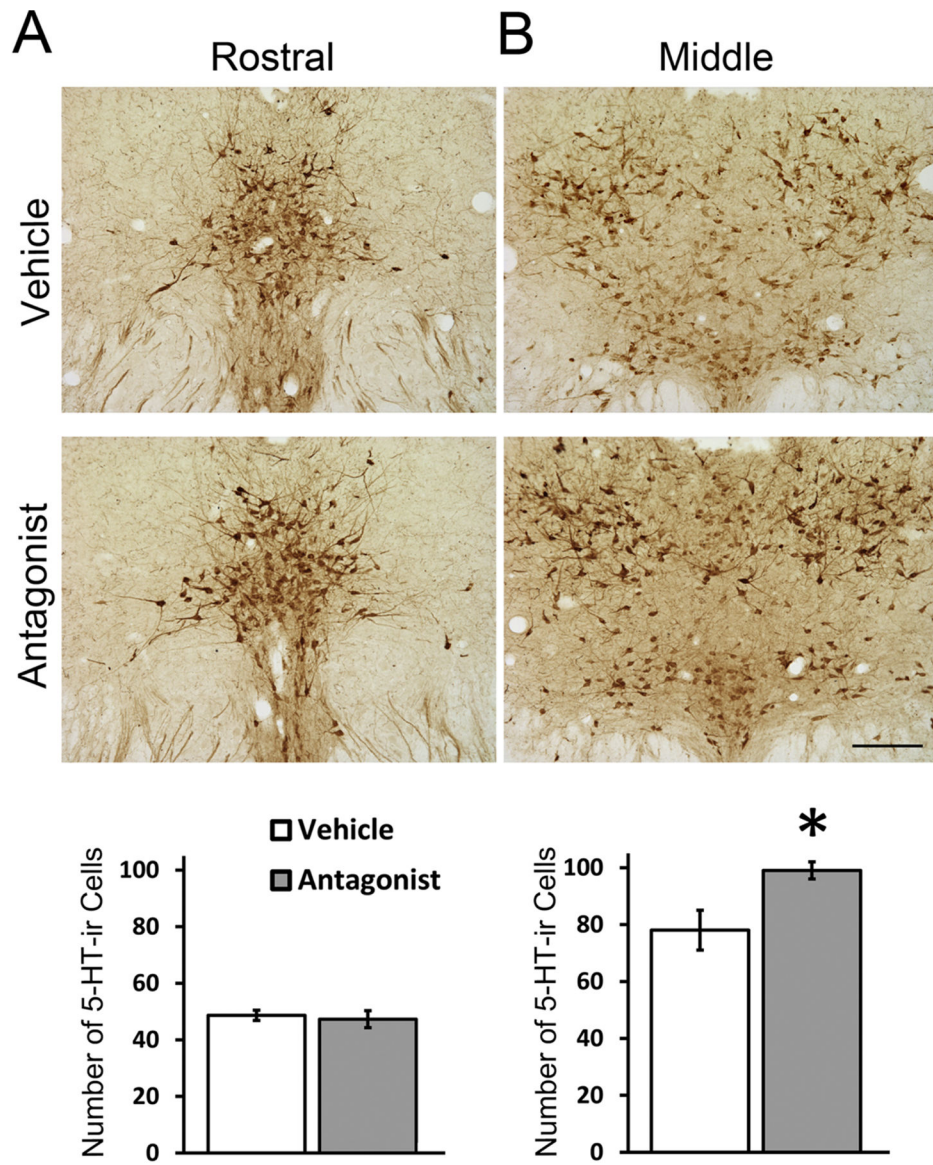 A
B
Rostral
Middle
Vehicle
Antagonist
Vehicle
Antagonist
Number of 5-HT-ir Cells
100
80
60
40
20
0
*
Number of 5-HT-ir Cells
100
80
60
40
20
0